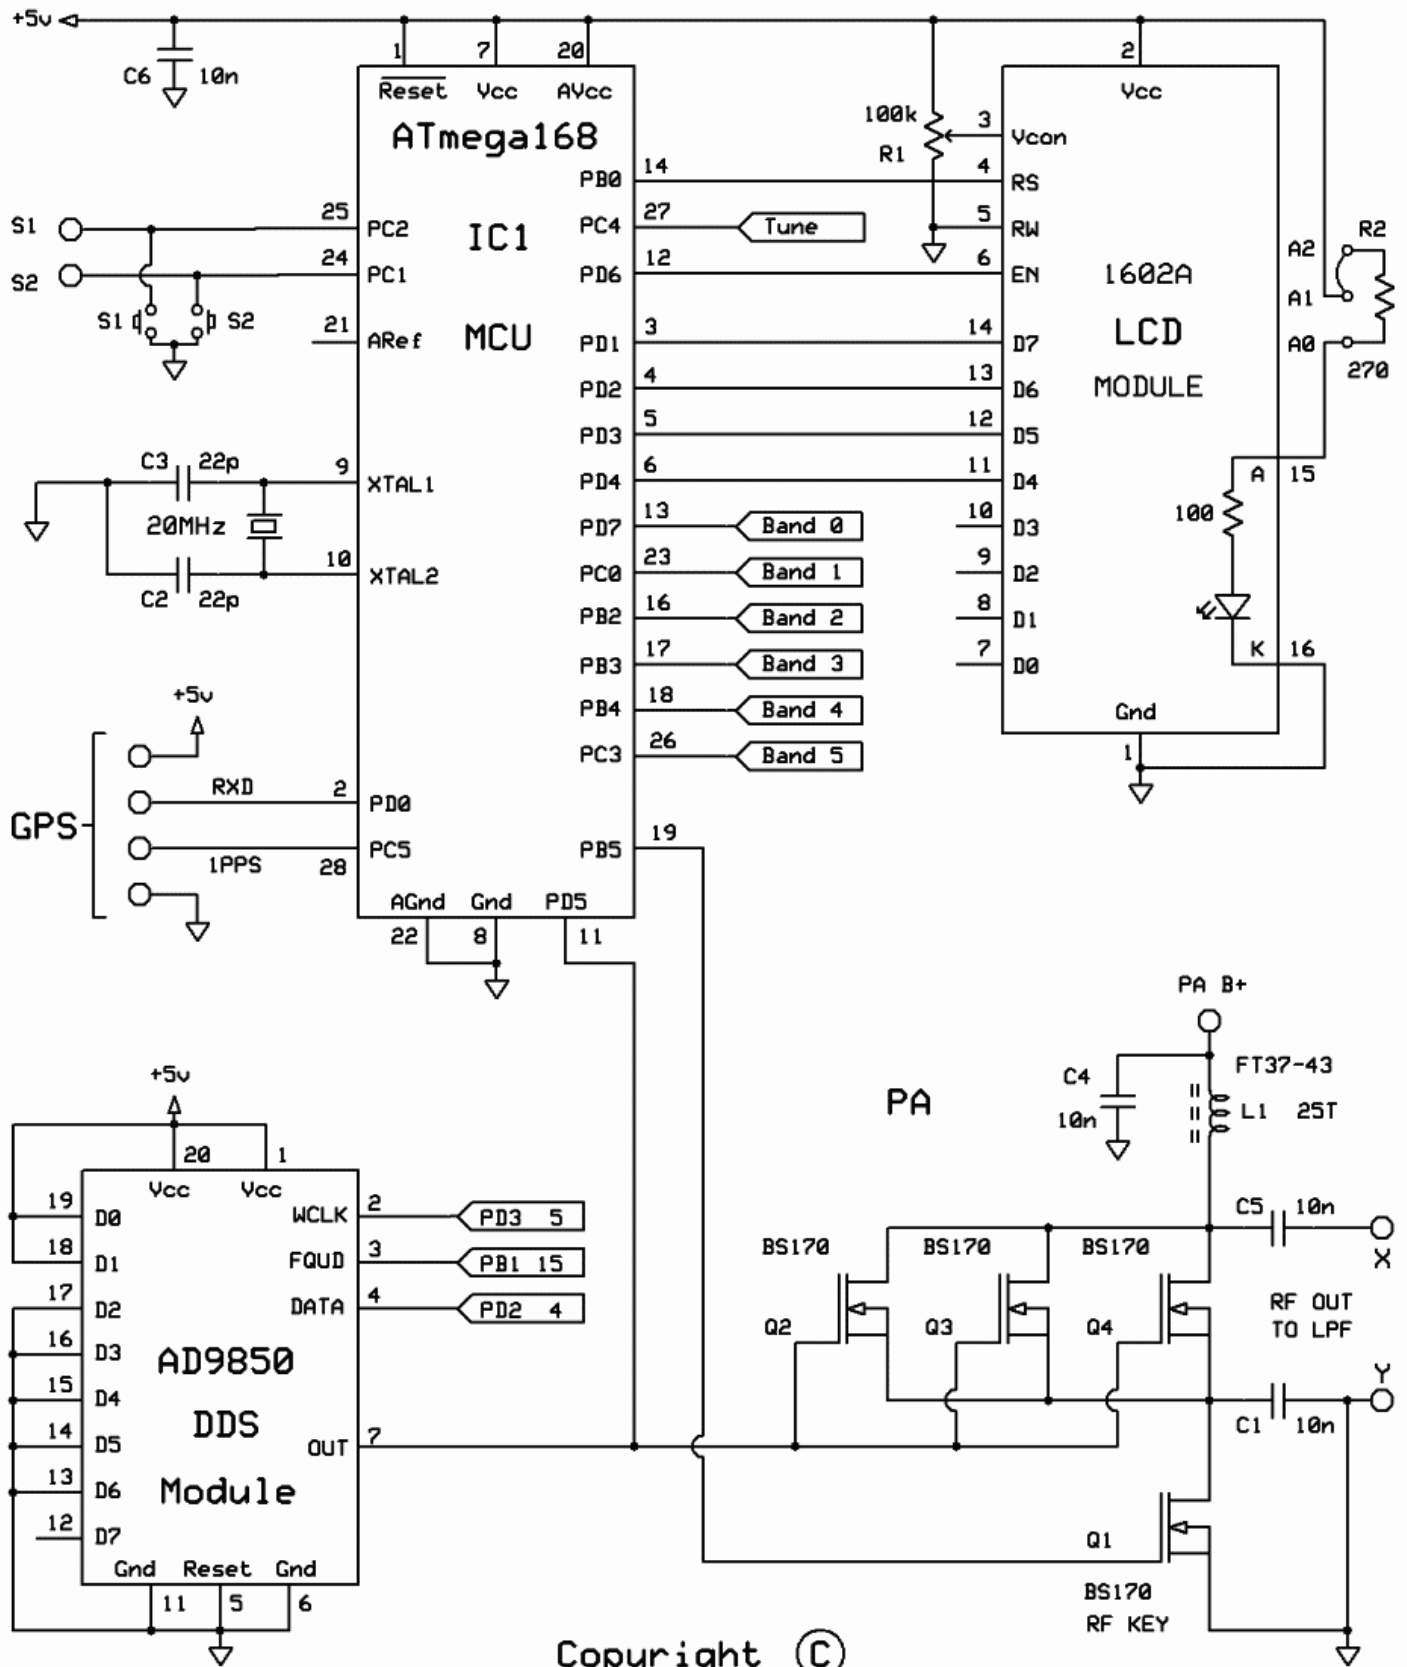 +5v
C6 10n
1 7 20
Reset Vcc AVcc
ATmega168
IC1
MCU
S1 25 PC2
S2 24 PC1
S1 S2
21 ARef
C3 22p 9 XTAL1
20MHz
C2 22p 10 XTAL2
+5v
GPS
RXD 2 PD0
1PPS 28 PC5
AGnd Gnd PD5
22 8 11
PB0 14
PC4 27 Tune
PD6 12
PD1 3
PD2 4
PD3 5
PD4 6
PD7 13 Band 0
PC0 23 Band 1
PB2 16 Band 2
PB3 17 Band 3
PB4 18 Band 4
PC3 26 Band 5
PB5 19
100k
R1
2
Vcc
3 Vcon
4 RS
5 RW
6 EN
1602A
LCD
MODULE
14 D7
13 D6
12 D5
11 D4
10 D3
9 D2
8 D1
7 D0
Gnd
1
A2 R2
A1
A0
270
A 15
100
K 16
+5v
20 1
Vcc Vcc
19 D0
18 D1
17 D2
16 D3
15 D4
14 D5
13 D6
12 D7
WCLK 2 PD3 5
FQUD 3 PB1 15
DATA 4 PD2 4
AD9850
DDS
Module
OUT 7
Gnd Reset Gnd
11 5 6
PA
PA B+
C4
10n
FT37-43
L1 25T
C5 10n
X
BS170 BS170 BS170
Q2 Q3 Q4
RF OUT
TO LPF
Y
C1 10n
Q1
BS170
RF KEY
Copyright C